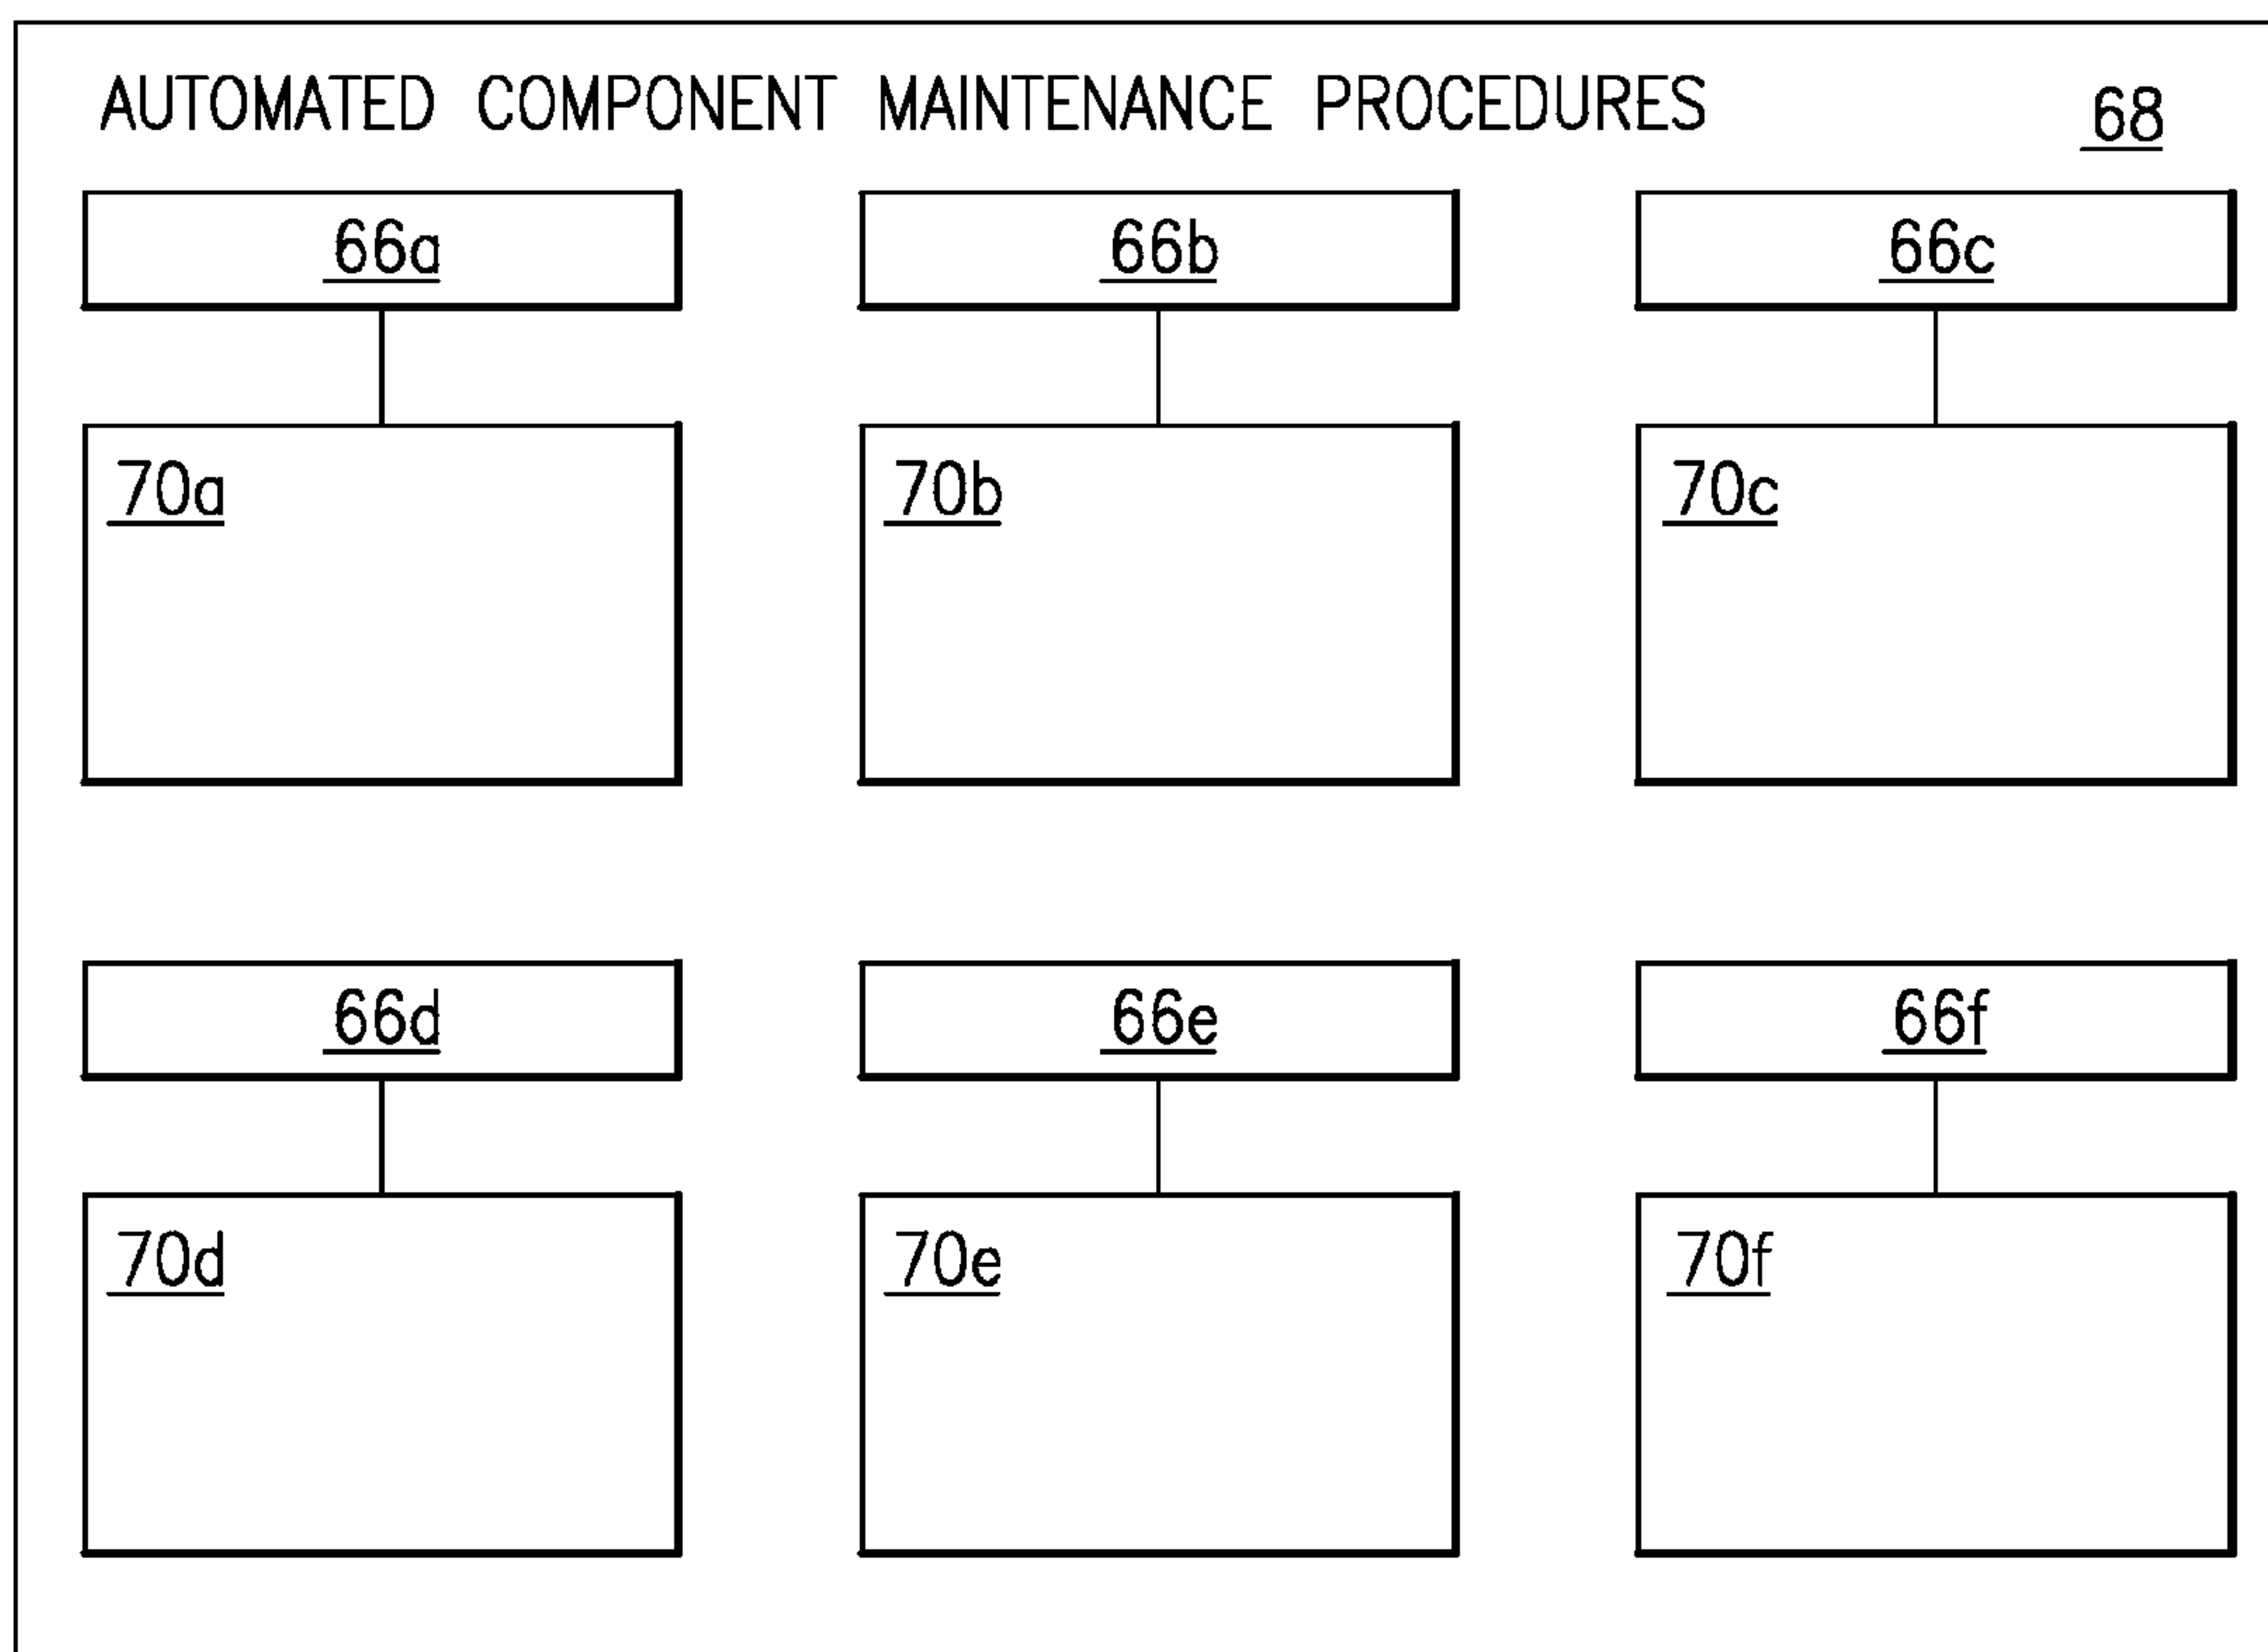 AUTOMATED COMPONENT MAINTENANCE PROCEDURES 68
66a 66b 66c
70a 70b 70c
66d 66e 66f
70d 70e 70f